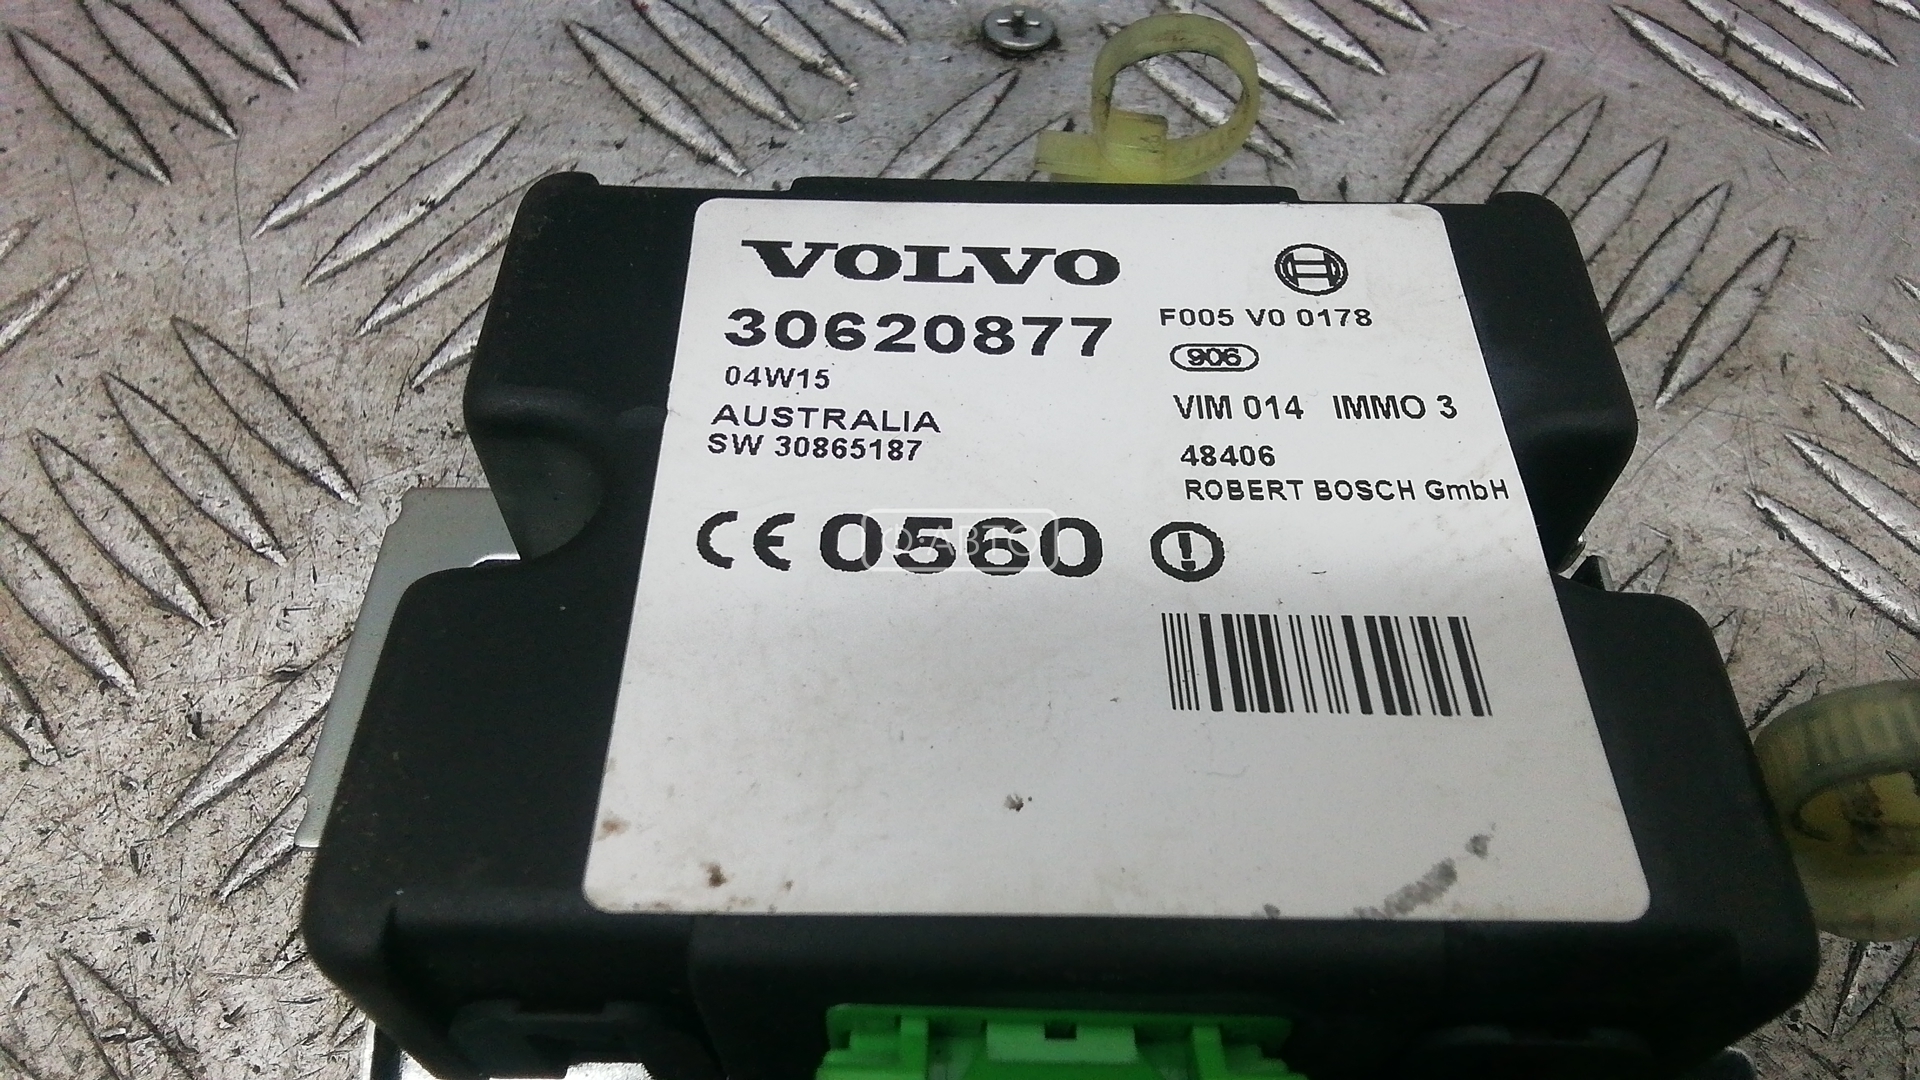 VOLVO
30620877
04W15
AUSTRALIA
SW 30865187
F005 V0 0178
906
VIM 014 IMMO 3
48406
ROBERT BOSCH GmbH
CE 0560
АВТО